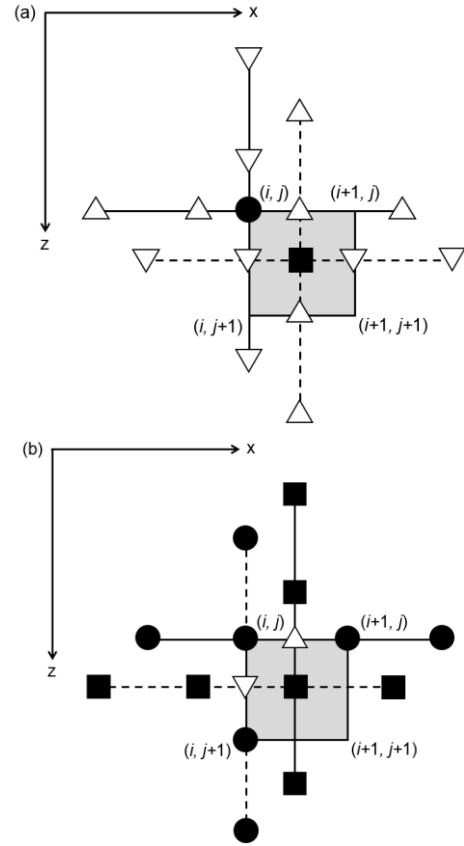 (a)
x
(i, j)
(i+1, j)
z
(i, j+1)
(i+1, j+1)
(b)
x
(i, j)
(i+1, j)
z
(i, j+1)
(i+1, j+1)